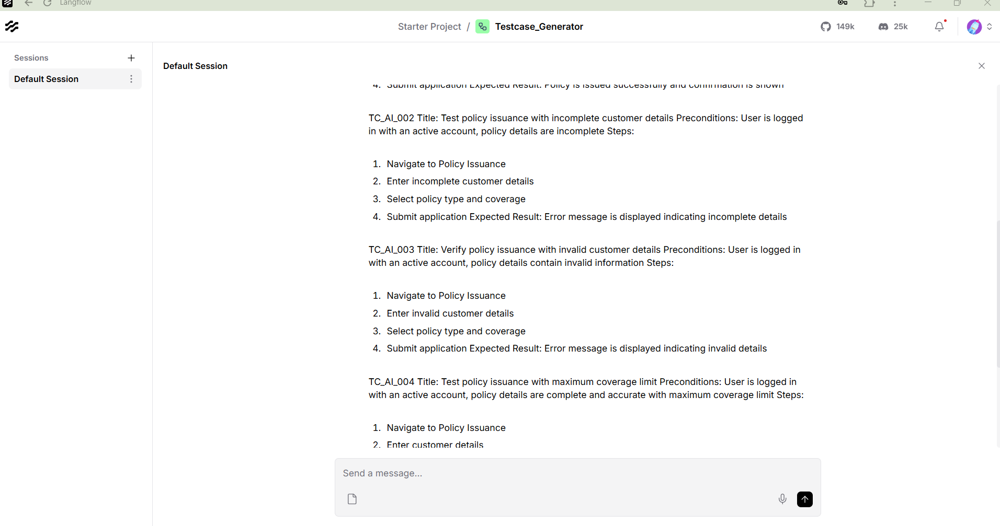 Langflow
Starter Project / Testcase_Generator
149k
25k
Sessions
Default Session
Default Session
4. Submit application Expected Result: Policy is issued successfully and confirmation is shown
TC_AI_002 Title: Test policy issuance with incomplete customer details Preconditions: User is logged
in with an active account, policy details are incomplete Steps:
1. Navigate to Policy Issuance
2. Enter incomplete customer details
3. Select policy type and coverage
4. Submit application Expected Result: Error message is displayed indicating incomplete details
TC_AI_003 Title: Verify policy issuance with invalid customer details Preconditions: User is logged in
with an active account, policy details contain invalid information Steps:
1. Navigate to Policy Issuance
2. Enter invalid customer details
3. Select policy type and coverage
4. Submit application Expected Result: Error message is displayed indicating invalid details
TC_AI_004 Title: Test policy issuance with maximum coverage limit Preconditions: User is logged in
with an active account, policy details are complete and accurate with maximum coverage limit Steps:
1. Navigate to Policy Issuance
2. Enter customer details
Send a message...